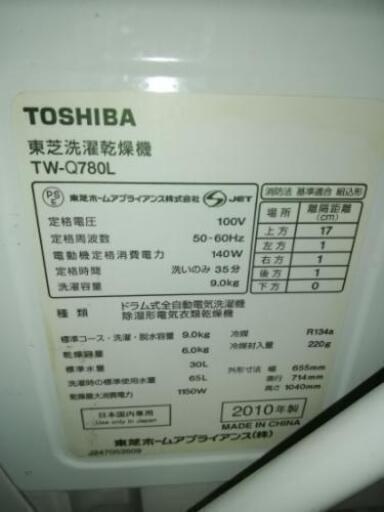 TOSHIBA
東芝洗濯乾燥機
TW-Q780L
PS E 東芝ホームアプライアンス株式会社 JET
定格電圧 100V
定格周波数 50-60Hz
電動機定格消費電力 140W
定格時間 洗いのみ 35分
洗濯容量 9.0kg
消防法 基準適合 組込形
場所 離隔距離(cm)
上方 17
左方 1
右方 1
後方 1
下方 0
種類 ドラム式全自動電気洗濯機
除湿形電気衣類乾燥機
標準コース・洗濯・脱水容量 9.0kg
乾燥容量 6.0kg
標準水量 30L
洗濯時の標準使用水量 65L
乾燥最大消費電力 1150W
冷媒 R134a
冷媒封入量 220g
外形寸法 幅 655mm
奥行 714mm
高さ 1040mm
日本国内専用
Use only in Japan
2010年製
MADE IN CHINA
東芝ホームアプライアンス(株)